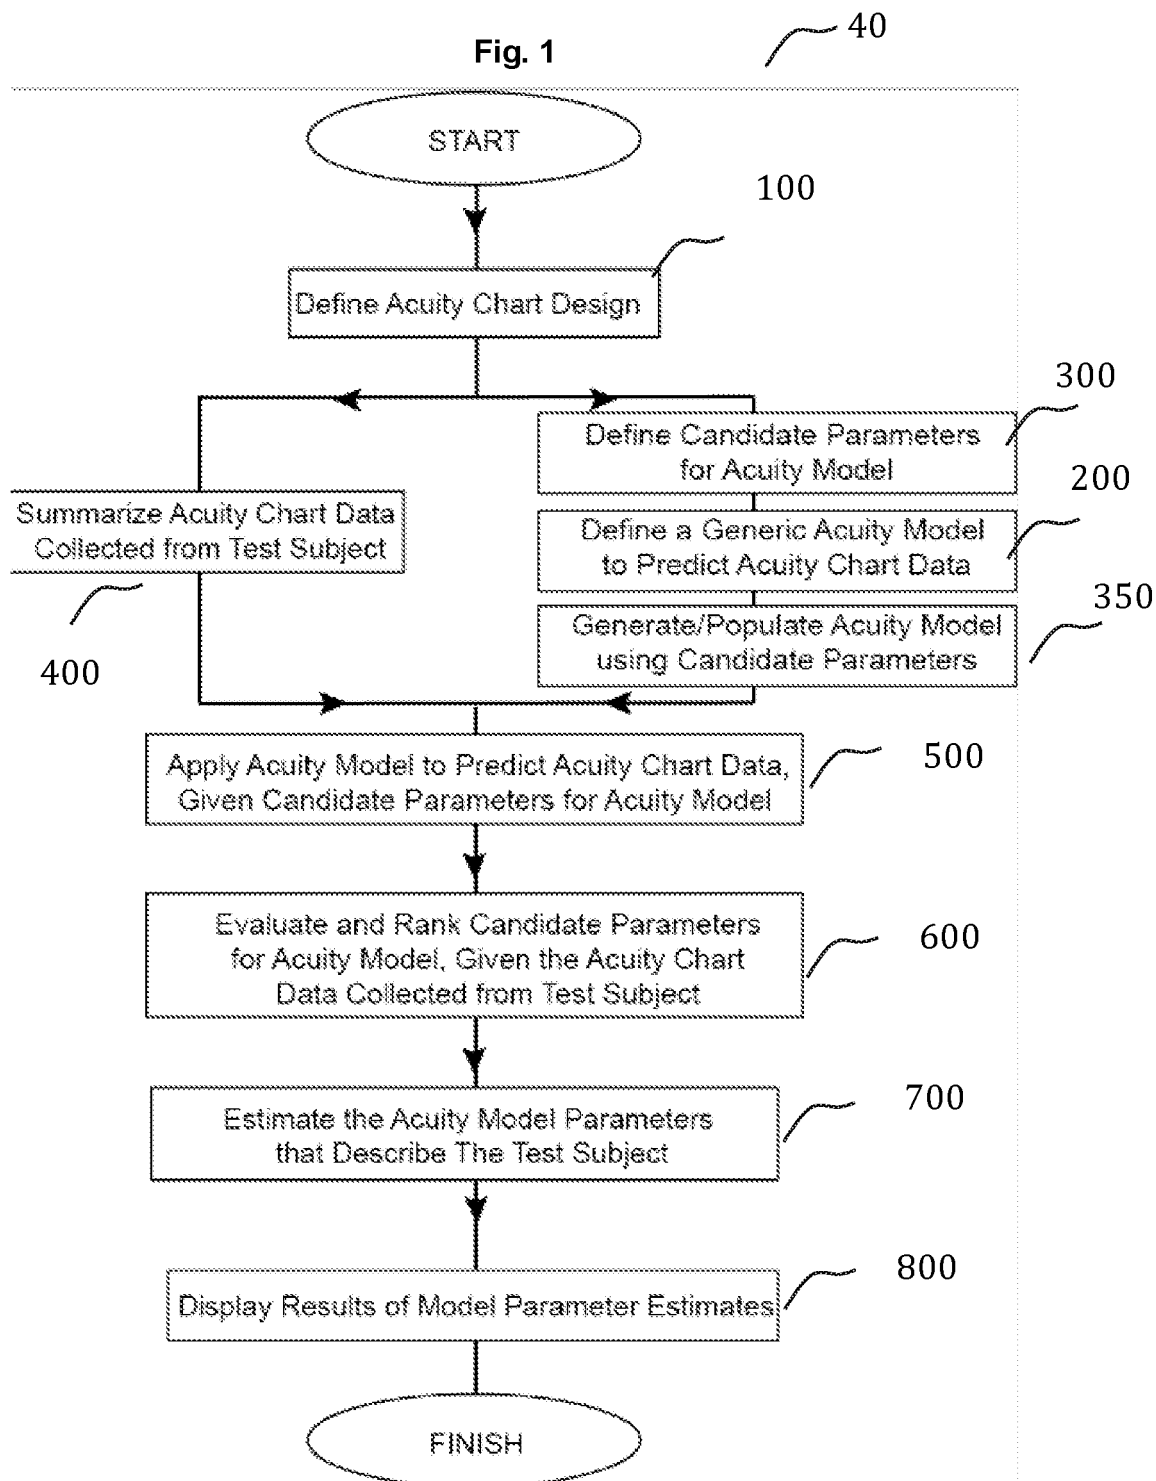 40
Fig. 1
START
100
Define Acuity Chart Design
300
Define Candidate Parameters
for Acuity Model
200
Summarize Acuity Chart Data
Collected from Test Subject
Define a Generic Acuity Model
to Predict Acuity Chart Data
350
Generate/Populate Acuity Model
using Candidate Parameters
400
500
Apply Acuity Model to Predict Acuity Chart Data,
Given Candidate Parameters for Acuity Model
600
Evaluate and Rank Candidate Parameters
for Acuity Model, Given the Acuity Chart
Data Collected from Test Subject
700
Estimate the Acuity Model Parameters
that Describe The Test Subject
800
Display Results of Model Parameter Estimates
FINISH